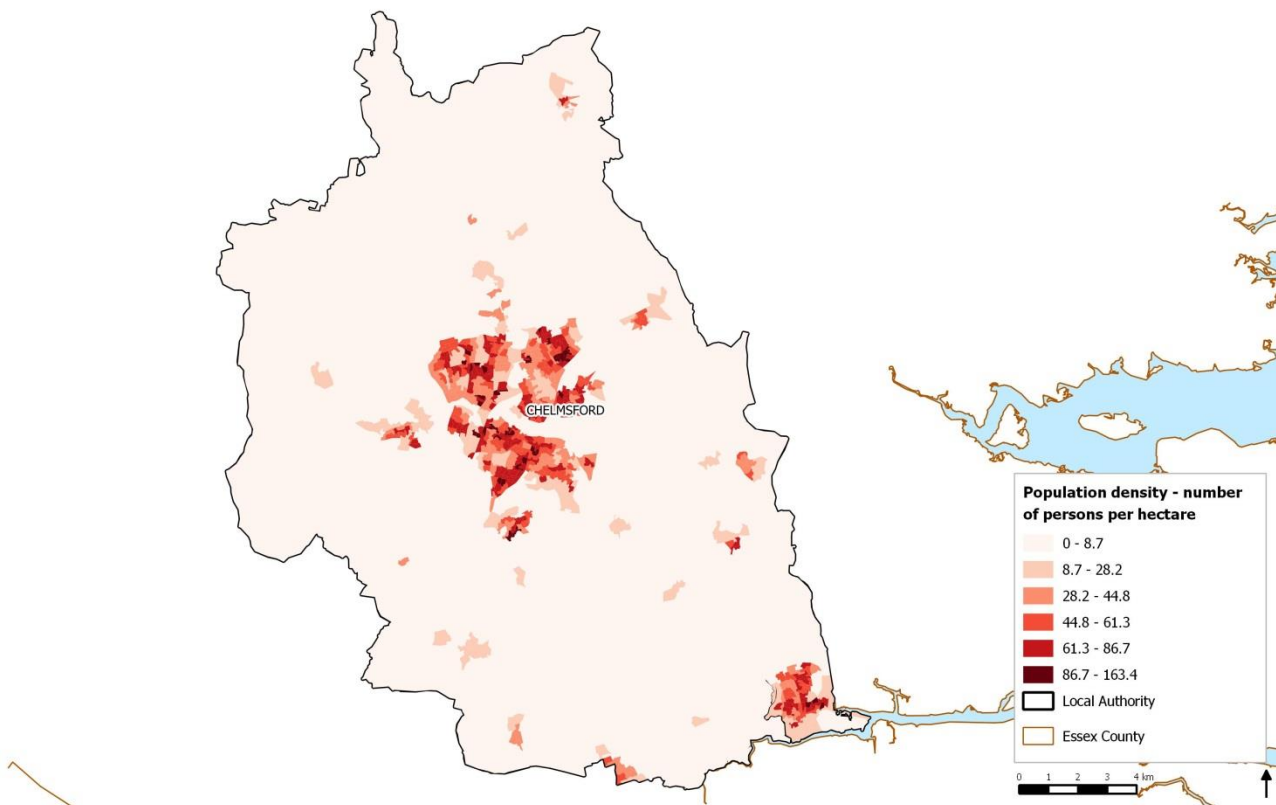 CHELMSFORD
Population density - number
of persons per hectare
0 - 8.7
8.7 - 28.2
28.2 - 44.8
44.8 - 61.3
61.3 - 86.7
86.7 - 163.4
Local Authority
Essex County
0 1 2 3 4 km